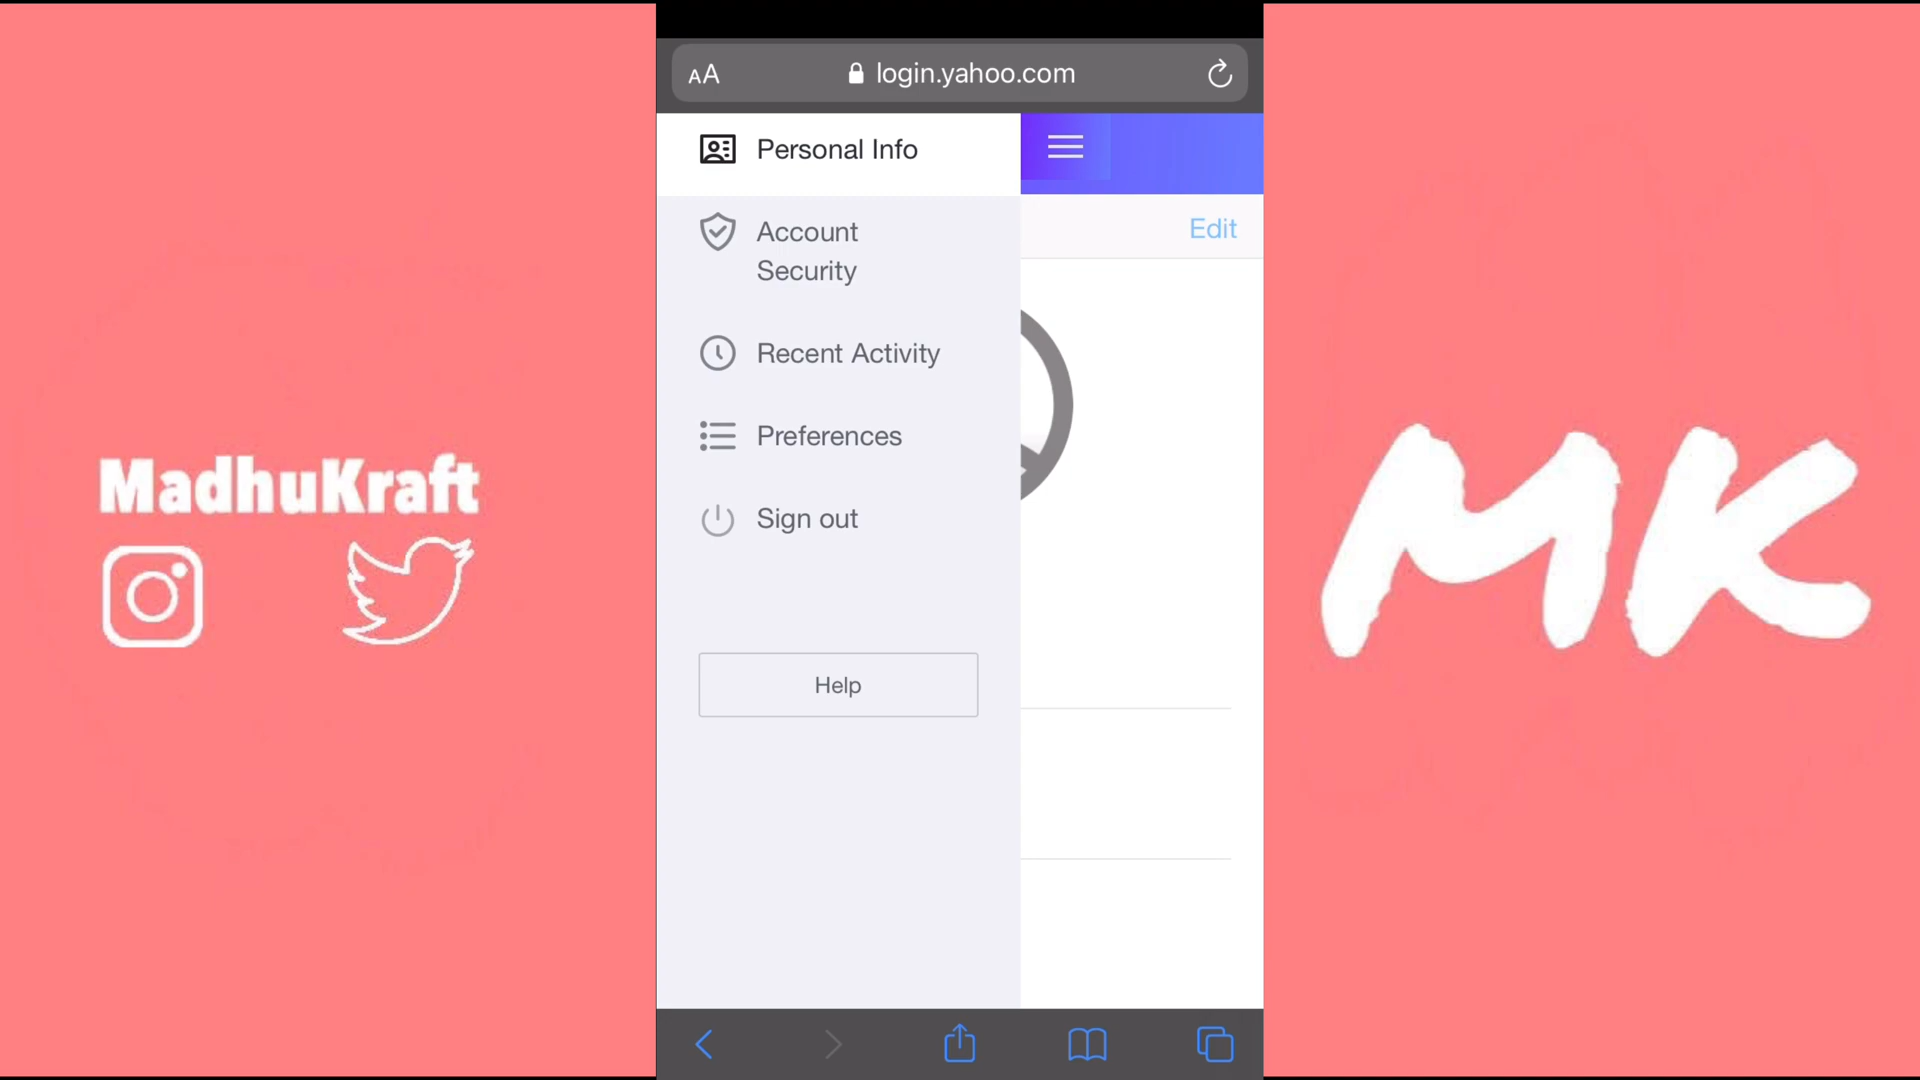 AA login.yahoo.com
Personal Info
Edit
Account
Security
Recent Activity
Preferences
Sign out
Help
MadhuKraft
MK